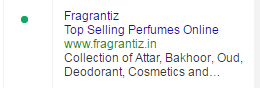 Fragrantiz
Top Selling Perfumes Online
www.fragrantiz.in
Collection of Attar, Bakhoor, Oud,
Deodorant, Cosmetics and...